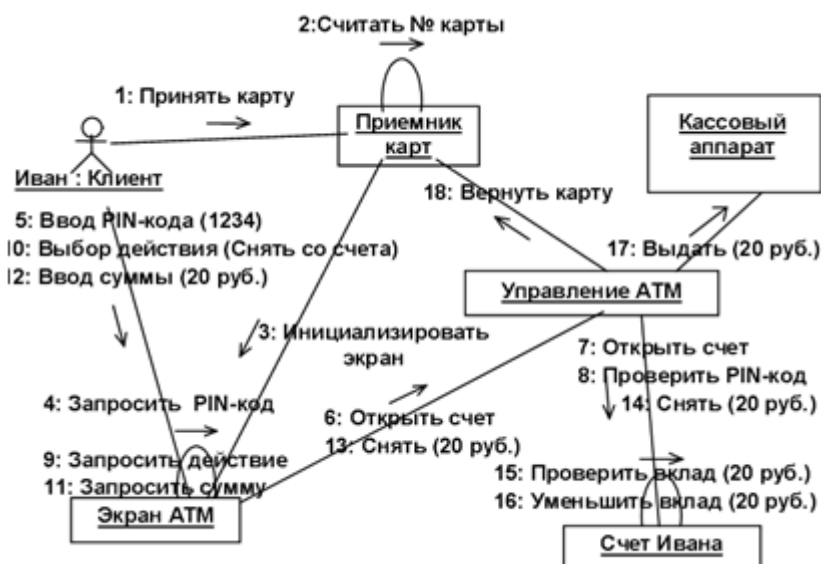 2:Считать № карты
1: Принять карту
Приемник
карт
Кассовый
аппарат
Иван : Клиент
18: Вернуть карту
5: Ввод PIN-кода (1234)
10: Выбор действия (Снять со счета)
12: Ввод суммы (20 руб.)
17: Выдать (20 руб.)
Управление АТМ
3: Инициализировать
экран
7: Открыть счет
8: Проверить PIN-код
14: Снять (20 руб.)
4: Запросить PIN-код
6: Открыть счет
13: Снять (20 руб.)
9: Запросить действие
11: Запросить сумму
15: Проверить вклад (20 руб.)
16: Уменьшить вклад (20 руб.)
Экран АТМ
Счет Ивана